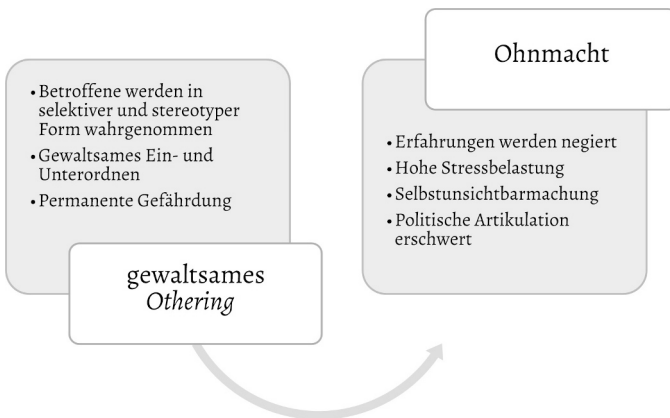 • Betroffene werden in
selektiver und stereotyper
Form wahrgenommen
• Gewaltsames Ein- und
Unterordnen
• Permanente Gefährdung
gewaltsames
Othering
Ohnmacht
• Erfahrungen werden negiert
• Hohe Stressbelastung
• Selbstunsichtbarmachung
• Politische Artikulation
erschwert